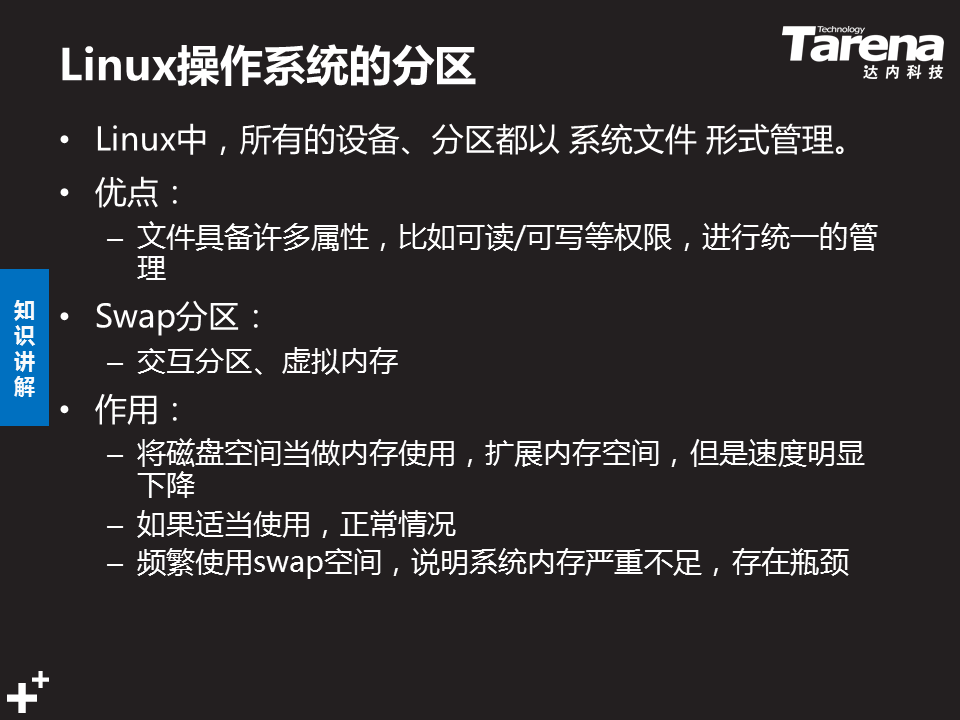 Linux操作系统的分区
Technology
Tarena
达内科技
• Linux中，所有的设备、分区都以 系统文件 形式管理。
• 优点：
– 文件具备许多属性，比如可读/可写等权限，进行统一的管
理
• Swap分区：
– 交互分区、虚拟内存
• 作用：
– 将磁盘空间当做内存使用，扩展内存空间，但是速度明显
下降
– 如果适当使用，正常情况
– 频繁使用swap空间，说明系统内存严重不足，存在瓶颈
知
识
讲
解